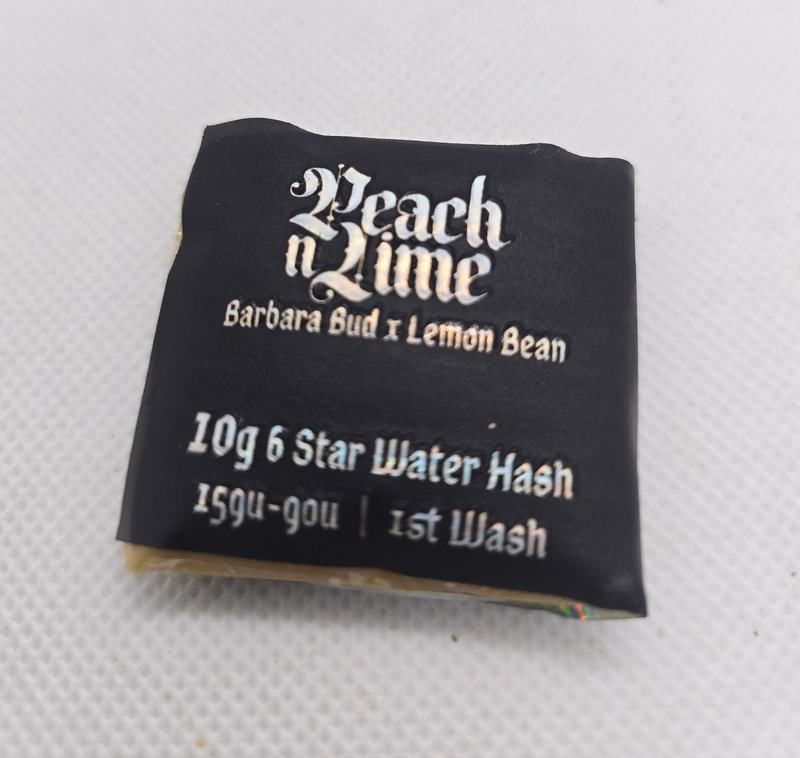 Peach
n Lime
Barbara Bud x Lemon Bean
10g 6 Star Water Hash
159u-90u | 1st Wash